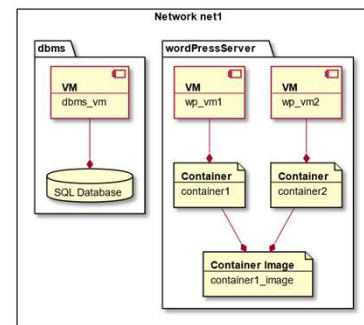 Network net1
dbms
wordPressServer
VM
dbms_vm
VM
wp_vm1
VM
wp_vm2
SQL Database
Container
container1
Container
container2
Container Image
container1_image